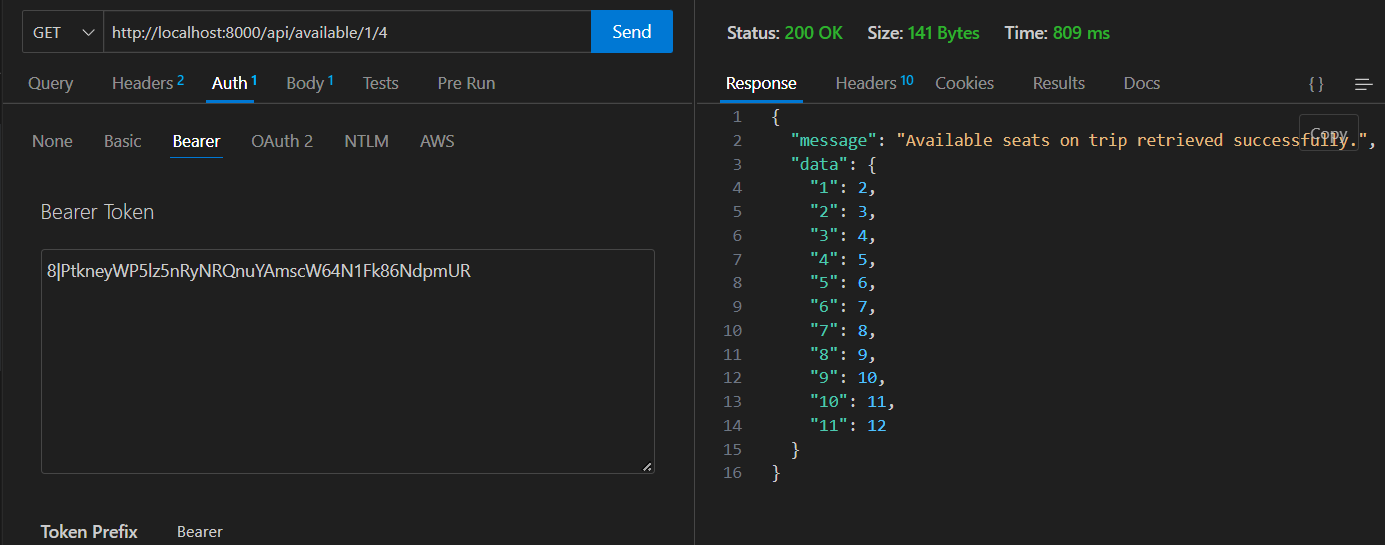 GET http://localhost:8000/api/available/1/4 Send
Query Headers 2 Auth 1 Body 1 Tests Pre Run
None Basic Bearer OAuth 2 NTLM AWS
Bearer Token
8|PtkneyWP5lz5nRyNRQnuYAmscW64N1Fk86NdpmUR
Token Prefix Bearer
Status: 200 OK Size: 141 Bytes Time: 809 ms
Response Headers 10 Cookies Results Docs {}
Copy
1 {
2 "message": "Available seats on trip retrieved successfully.",
3 "data": {
4 "1": 2,
5 "2": 3,
6 "3": 4,
7 "4": 5,
8 "5": 6,
9 "6": 7,
10 "7": 8,
11 "8": 9,
12 "9": 10,
13 "10": 11,
14 "11": 12
15 }
16 }